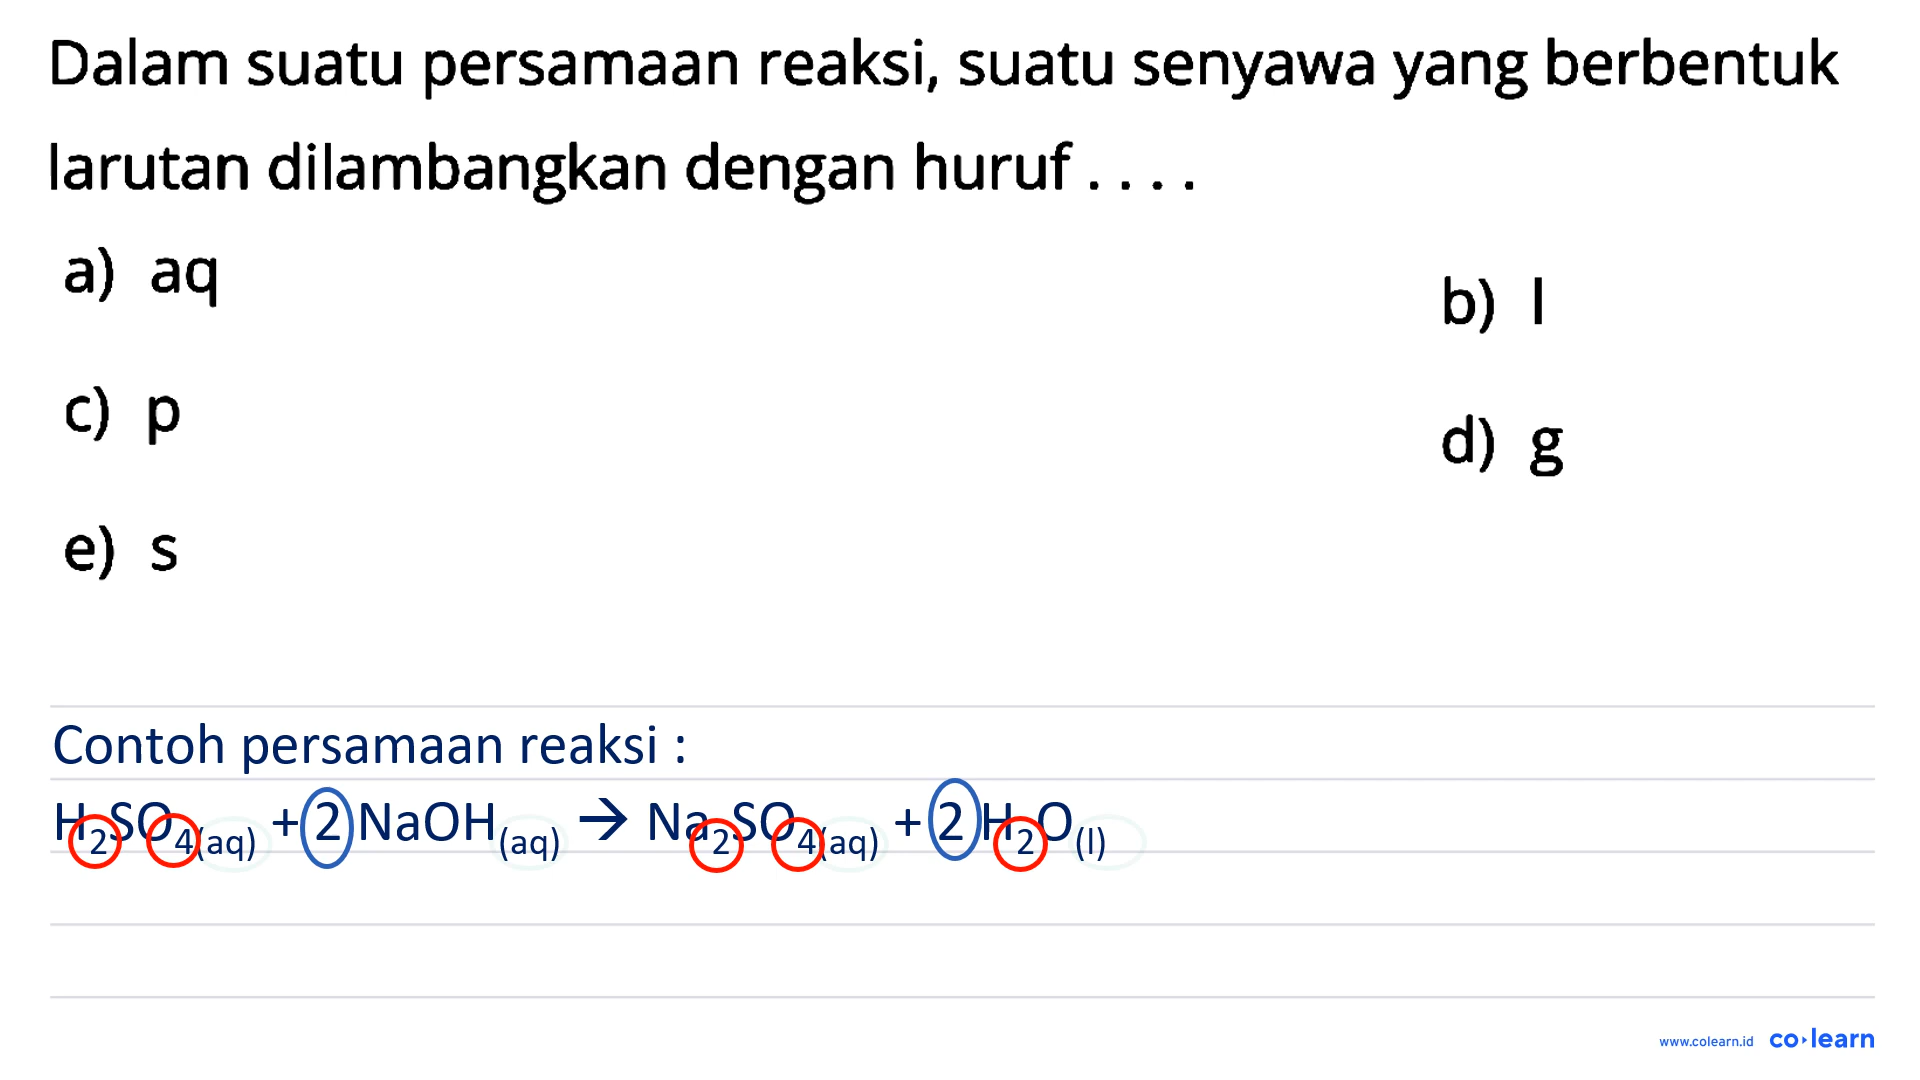 Dalam suatu persamaan reaksi, suatu senyawa yang berbentuk
larutan dilambangkan dengan huruf . . . .
a) aq
b) l
c) p
d) g
e) s
Contoh persamaan reaksi :
H₂SO₄(aq) + 2 NaOH(aq) → Na₂SO₄(aq) + 2 H₂O(l)
www.colearn.id co learn